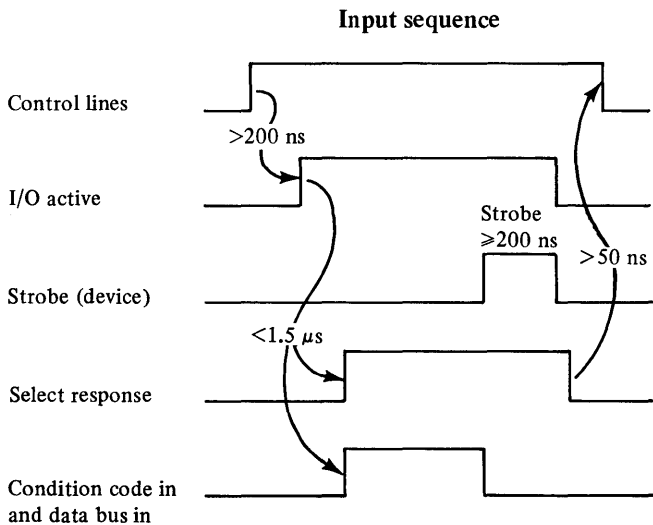 Input sequence
Control lines
>200 ns
I/O active
Strobe
⩾200 ns
>50 ns
Strobe (device)
<1.5 μs
Select response
Condition code in
and data bus in